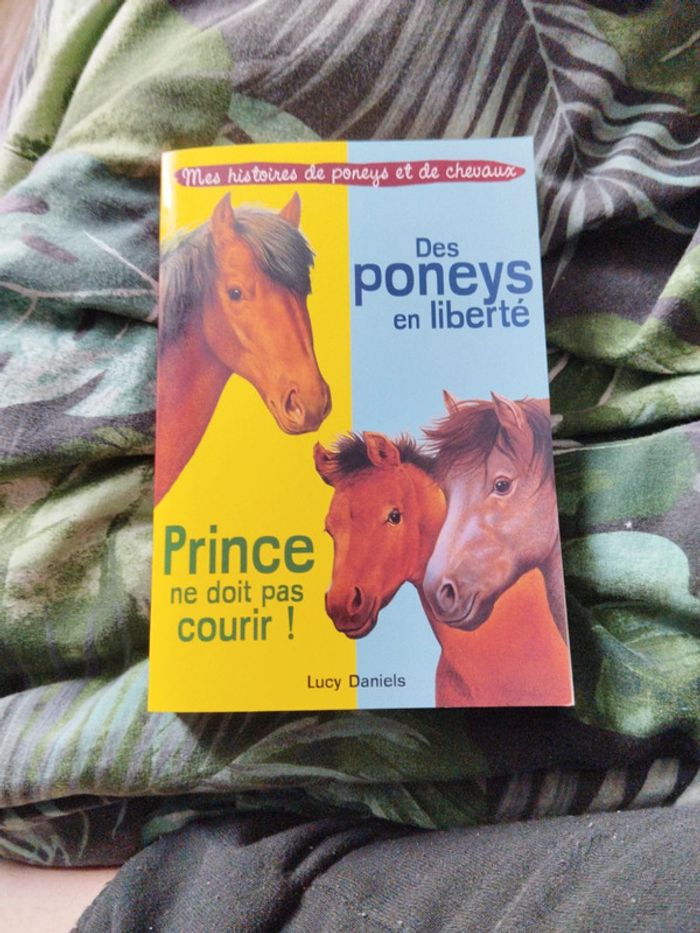 Mes histoires de poneys et de chevaux
Des
poneys
en liberté
Prince
ne doit pas
courir !
Lucy Daniels